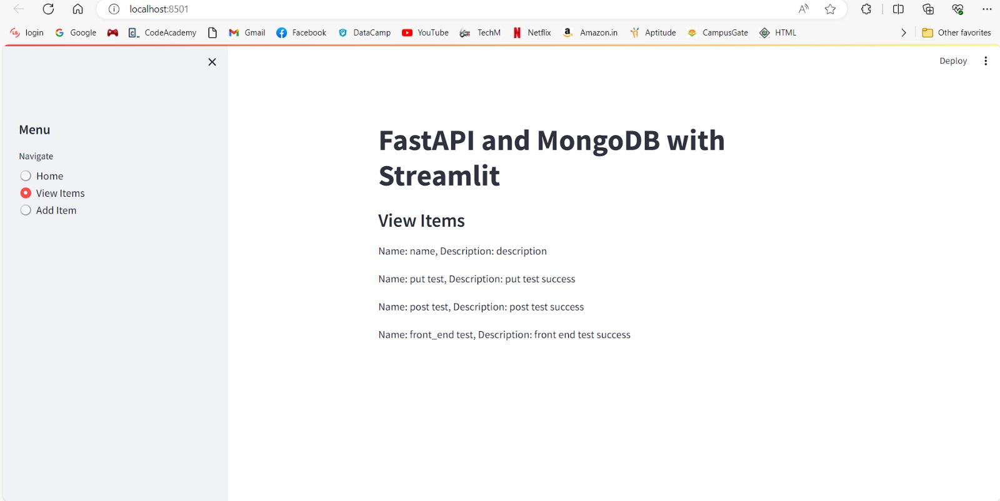 localhost:8501
login Google CodeAcademy Gmail Facebook DataCamp YouTube TechM Netflix Amazon.in Aptitude CampusGate HTML Other favorites
Deploy
Menu
Navigate
Home
View Items
Add Item
FastAPI and MongoDB with
Streamlit
View Items
Name: name, Description: description
Name: put test, Description: put test success
Name: post test, Description: post test success
Name: front_end test, Description: front end test success